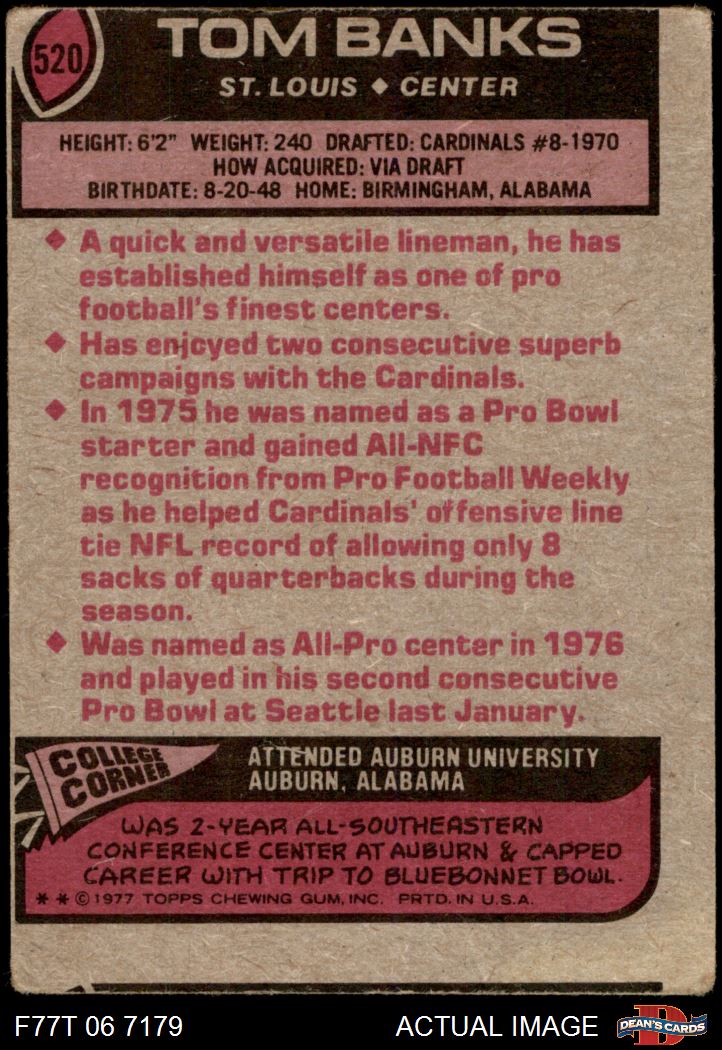 520
TOM BANKS
ST. LOUIS ◆ CENTER
HEIGHT: 6'2" WEIGHT: 240 DRAFTED: CARDINALS #8-1970
HOW ACQUIRED: VIA DRAFT
BIRTHDATE: 8-20-48 HOME: BIRMINGHAM, ALABAMA
◆ A quick and versatile lineman, he has
established himself as one of pro
football's finest centers.
◆ Has enjoyed two consecutive superb
campaigns with the Cardinals.
◆ In 1975 he was named as a Pro Bowl
starter and gained All-NFC
recognition from Pro Football Weekly
as he helped Cardinals' offensive line
tie NFL record of allowing only 8
sacks of quarterbacks during the
season.
◆ Was named as All-Pro center in 1976
and played in his second consecutive
Pro Bowl at Seattle last January.
COLLEGE
CORNER
ATTENDED AUBURN UNIVERSITY
AUBURN, ALABAMA
WAS 2-YEAR ALL-SOUTHEASTERN
CONFERENCE CENTER AT AUBURN & CAPPED
CAREER WITH TRIP TO BLUEBONNET BOWL.
* * © 1977 TOPPS CHEWING GUM, INC. PRTD. IN U.S.A.
F77T 06 7179
ACTUAL IMAGE
D
DEAN'S CARDS